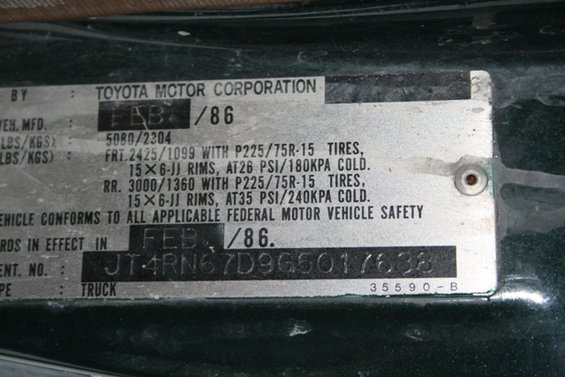 BY : TOYOTA MOTOR CORPORATION
VEH. MFD. : FEB. /86
LBS/KGS) : 5080/2304
LBS/KGS) : FRT. 2425/1099 WITH P225/75R-15 TIRES,
15×6-JJ RIMS, AT26 PSI/180KPA COLD.
RR. 3000/1360 WITH P225/75R-15 TIRES,
15×6-JJ RIMS, AT35 PSI/240KPA COLD.
VEHICLE CONFORMS TO ALL APPLICABLE FEDERAL MOTOR VEHICLE SAFETY
ARDS IN EFFECT IN FEB. /86.
ENT. NO. : JT4RN67D9G5017638
PE : TRUCK 35590-B